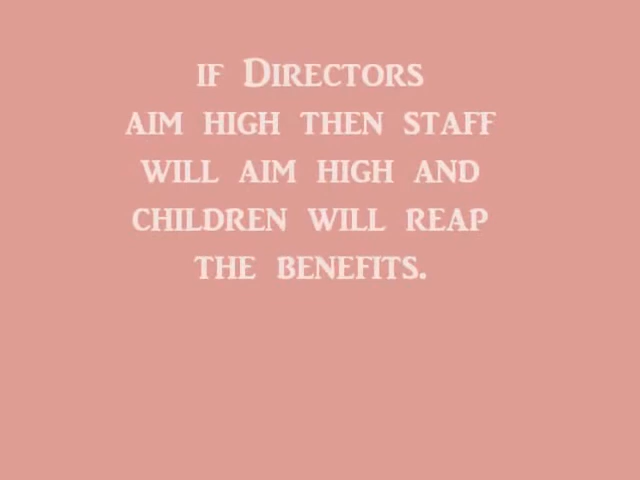 if Directors
aim high then staff
will aim high and
children will reap
the benefits.